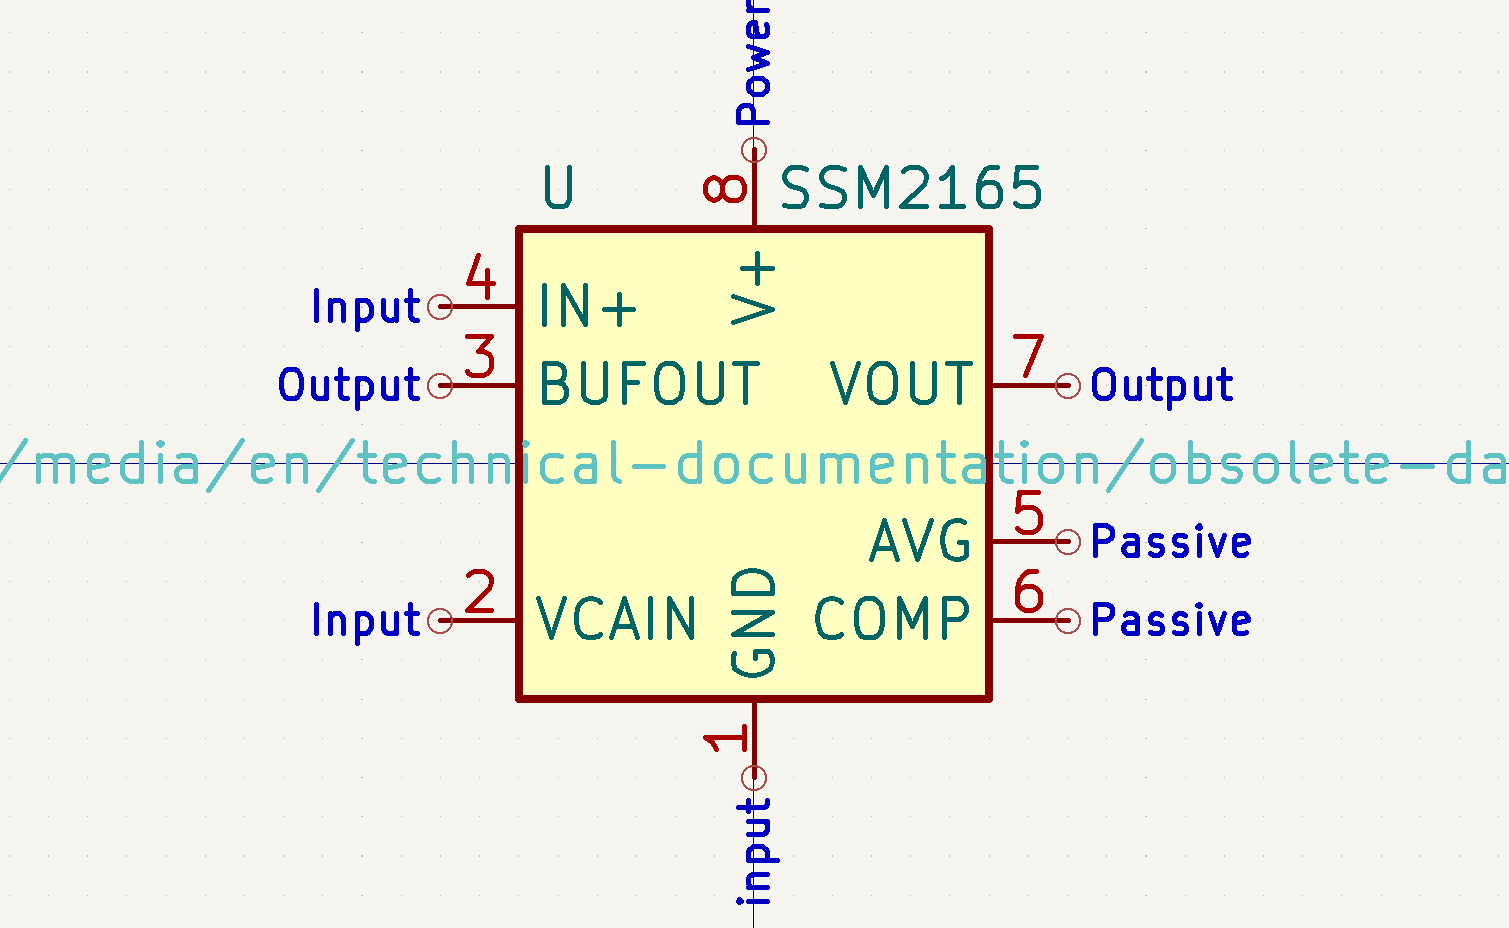 Power
8
U
SSM2165
4
Input
IN+
V+
3
7
Output
BUFOUT
VOUT
Output
/media/en/technical-documentation/obsolete-da
5
AVG
Passive
2
6
Input
VCAIN
GND
COMP
Passive
1
input